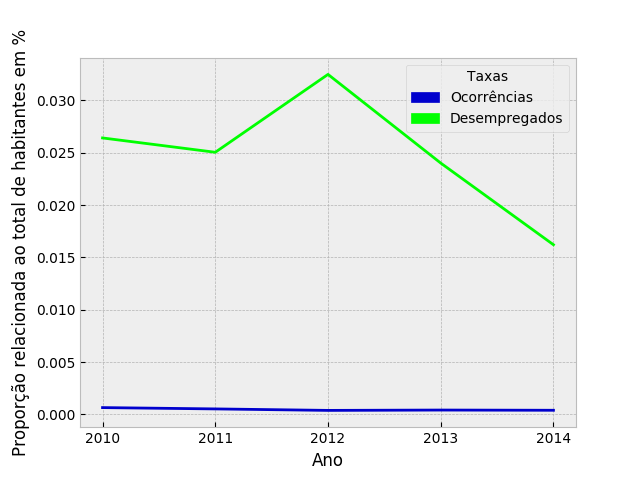 Proporção relacionada ao total de habitantes em %
Taxas
Ocorrências
Desempregados
0.030
0.025
0.020
0.015
0.010
0.005
0.000
2010 2011 2012 2013 2014
Ano